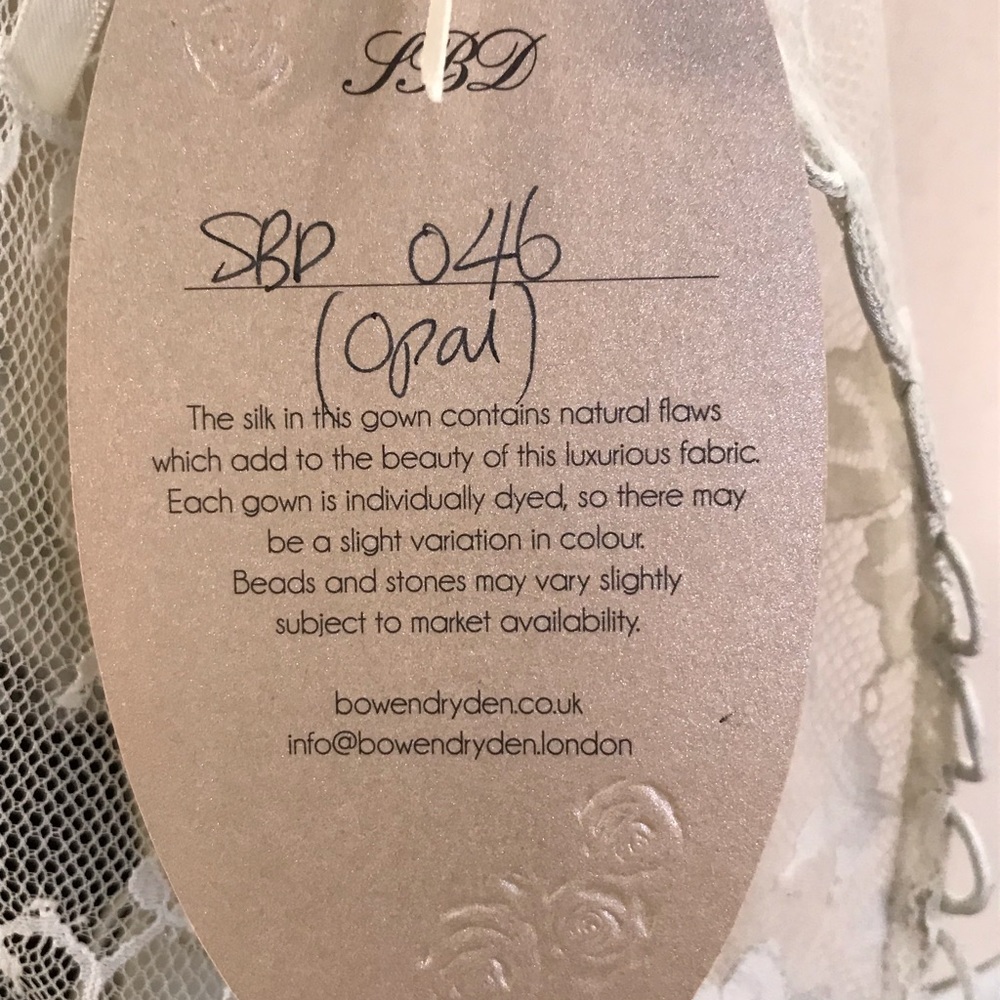 SBD
SBD 046
(Opal)
The silk in this gown contains natural flaws
which add to the beauty of this luxurious fabric.
Each gown is individually dyed, so there may
be a slight variation in colour.
Beads and stones may vary slightly
subject to market availability.
bowendryden.co.uk
info@bowendryden.london